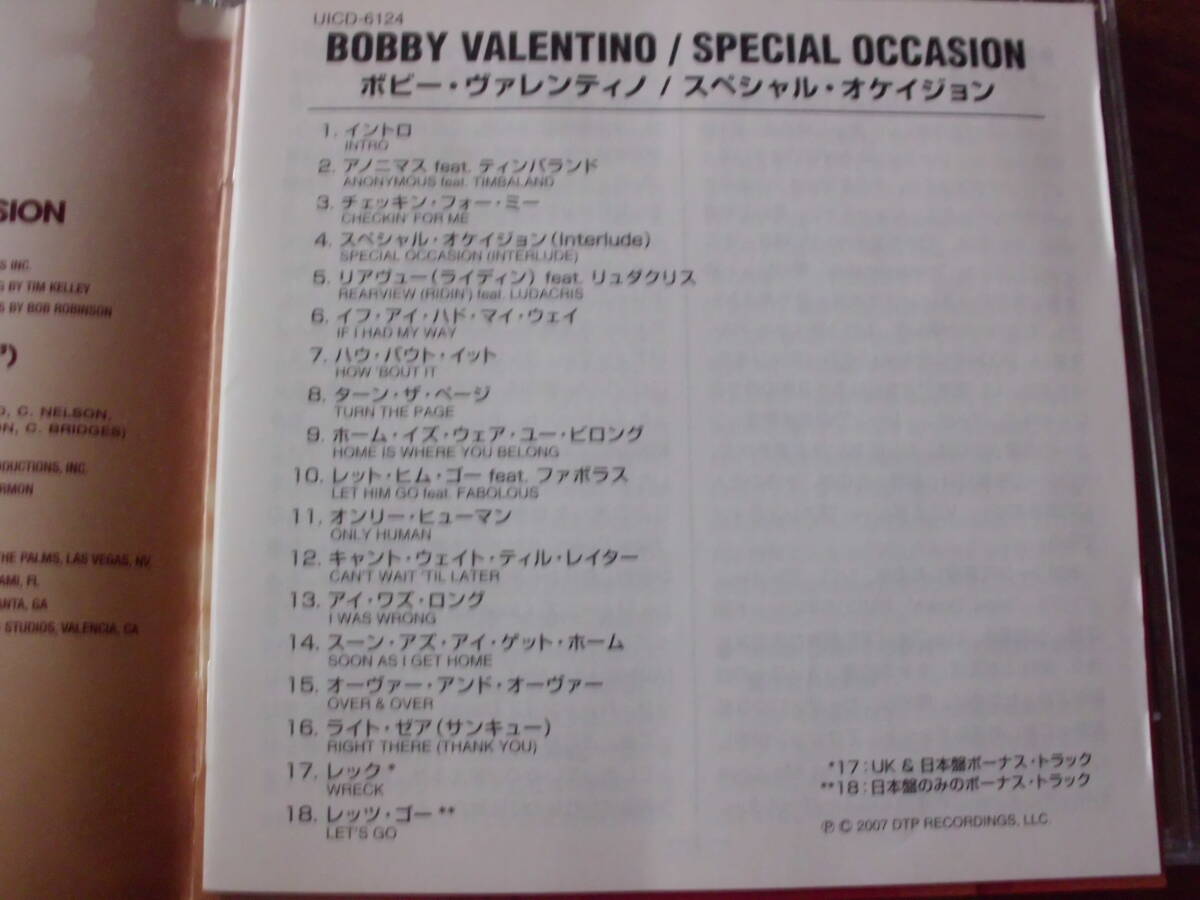 SION
S INC.
G BY TIM KELLEY
S BY BOB ROBINSON
")
O, C. NELSON,
ON, C. BRIDGES)
ODUCTIONS, INC.
ERMON
THE PALMS, LAS VEGAS, NV
AMI, FL
ANTA, GA
STUDIOS, VALENCIA, CA
UICD-6124
BOBBY VALENTINO / SPECIAL OCCASION
ボビー・ヴァレンティノ / スペシャル・オケイジョン
1. イントロ
INTRO
2. アノニマス feat. ティンバランド
ANONYMOUS feat. TIMBALAND
3. チェッキン・フォー・ミー
CHECKIN' FOR ME
4. スペシャル・オケイジョン(Interlude)
SPECIAL OCCASION (INTERLUDE)
5. リアヴュー(ライディン) feat. リュダクリス
REARVIEW (RIDIN') feat. LUDACRIS
6. イフ・アイ・ハド・マイ・ウェイ
IF I HAD MY WAY
7. ハウ・バウト・イット
HOW 'BOUT IT
8. ターン・ザ・ページ
TURN THE PAGE
9. ホーム・イズ・ウェア・ユー・ビロング
HOME IS WHERE YOU BELONG
10. レット・ヒム・ゴー feat. ファボラス
LET HIM GO feat. FABOLOUS
11. オンリー・ヒューマン
ONLY HUMAN
12. キャント・ウェイト・ティル・レイター
CAN'T WAIT 'TIL LATER
13. アイ・ワズ・ロング
I WAS WRONG
14. スーン・アズ・アイ・ゲット・ホーム
SOON AS I GET HOME
15. オーヴァー・アンド・オーヴァー
OVER & OVER
16. ライト・ゼア(サンキュー)
RIGHT THERE (THANK YOU)
17. レック*
WRECK
18. レッツ・ゴー**
LET'S GO
*17:UK & 日本盤ボーナス・トラック
**18:日本盤のみのボーナス・トラック
℗ © 2007 DTP RECORDINGS, LLC.